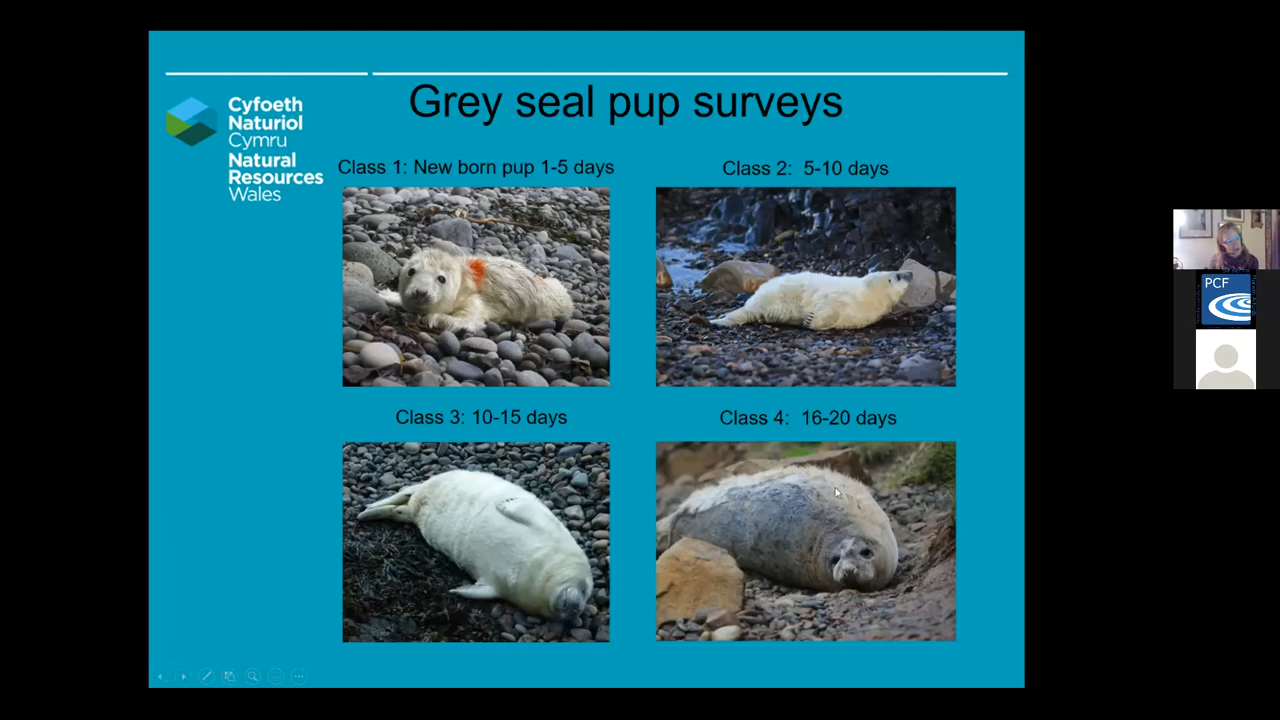 Grey seal pup surveys
Cyfoeth
Naturiol
Cymru
Natural
Resources
Wales
Class 1: New born pup 1-5 days
Class 2: 5-10 days
Class 3: 10-15 days
Class 4: 16-20 days
PCF